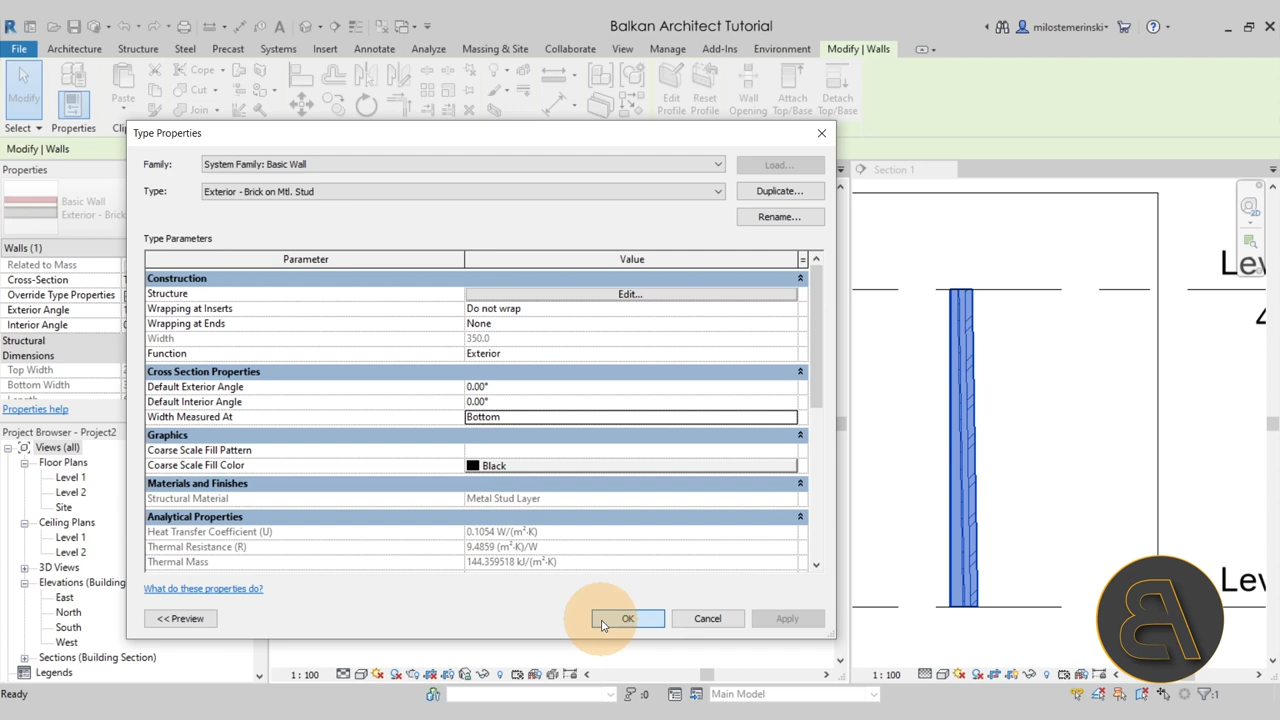 Balkan Architect Tutorial
milostemerinski
File Architecture Structure Steel Precast Systems Insert Annotate Analyze Massing & Site Collaborate View Manage Add-Ins Environment Modify | Walls
Modify Paste Cope Cut Join Edit Profile Reset Profile Wall Opening Attach Top/Base Detach Top/Base
Select Properties Clip
Modify | Walls
Properties
Basic Wall
Exterior - Brick
Walls (1)
Related to Mass
Cross-Section
Override Type Properties
Exterior Angle
Interior Angle
Structural
Dimensions
Top Width
Bottom Width
Properties help
Project Browser - Project2
Views (all)
Floor Plans
Level 1
Level 2
Site
Ceiling Plans
Level 1
Level 2
3D Views
Elevations (Building
East
North
South
West
Sections (Building Section)
Legends
Type Properties
Family: System Family: Basic Wall Load...
Type: Exterior - Brick on Mtl. Stud Duplicate...
Rename...
Type Parameters
Parameter Value =
Construction
Structure Edit...
Wrapping at Inserts Do not wrap
Wrapping at Ends None
Width 350.0
Function Exterior
Cross Section Properties
Default Exterior Angle 0.00°
Default Interior Angle 0.00°
Width Measured At Bottom
Graphics
Coarse Scale Fill Pattern
Coarse Scale Fill Color Black
Materials and Finishes
Structural Material Metal Stud Layer
Analytical Properties
Heat Transfer Coefficient (U) 0.1054 W/(m²·K)
Thermal Resistance (R) 9.4859 (m²·K)/W
Thermal Mass 144.359518 kJ/(m²·K)
What do these properties do?
<< Preview OK Cancel Apply
Section 1
Lev
4
Lev
1 : 100
1 : 100
Ready :0 Main Model :1